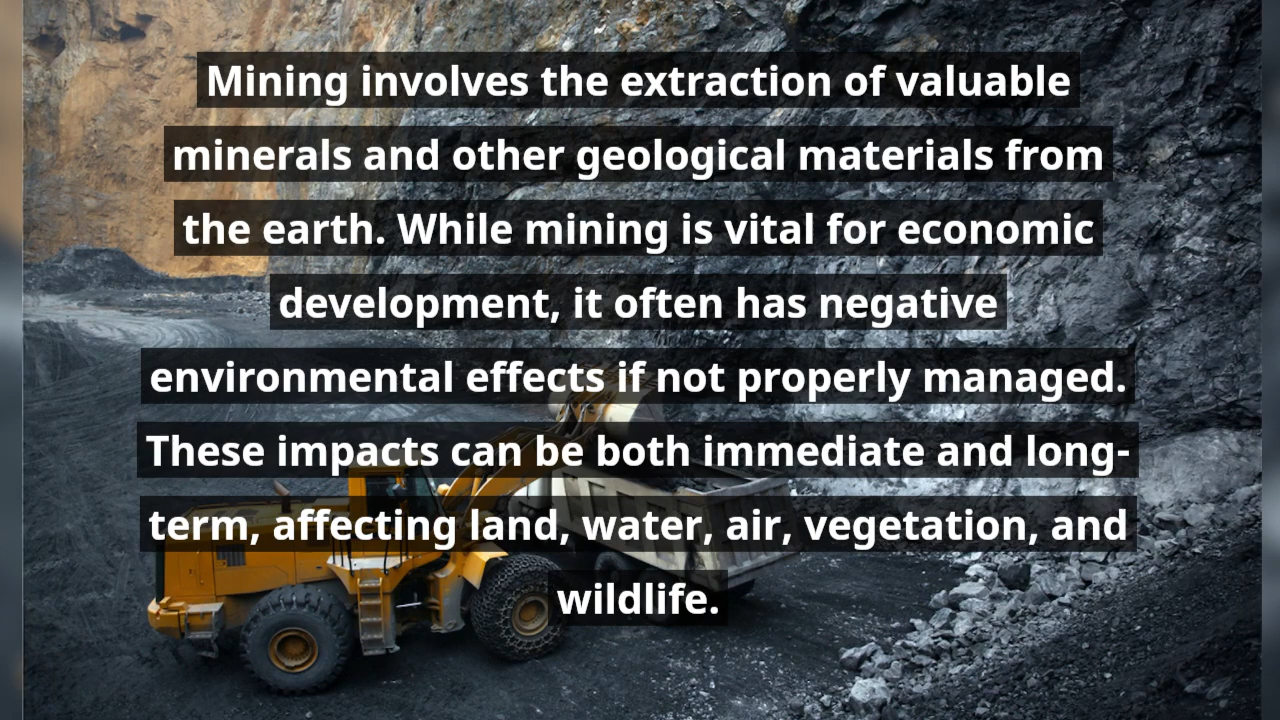 Mining involves the extraction of valuable
minerals and other geological materials from
the earth. While mining is vital for economic
development, it often has negative
environmental effects if not properly managed.
These impacts can be both immediate and long-
term, affecting land, water, air, vegetation, and
wildlife.